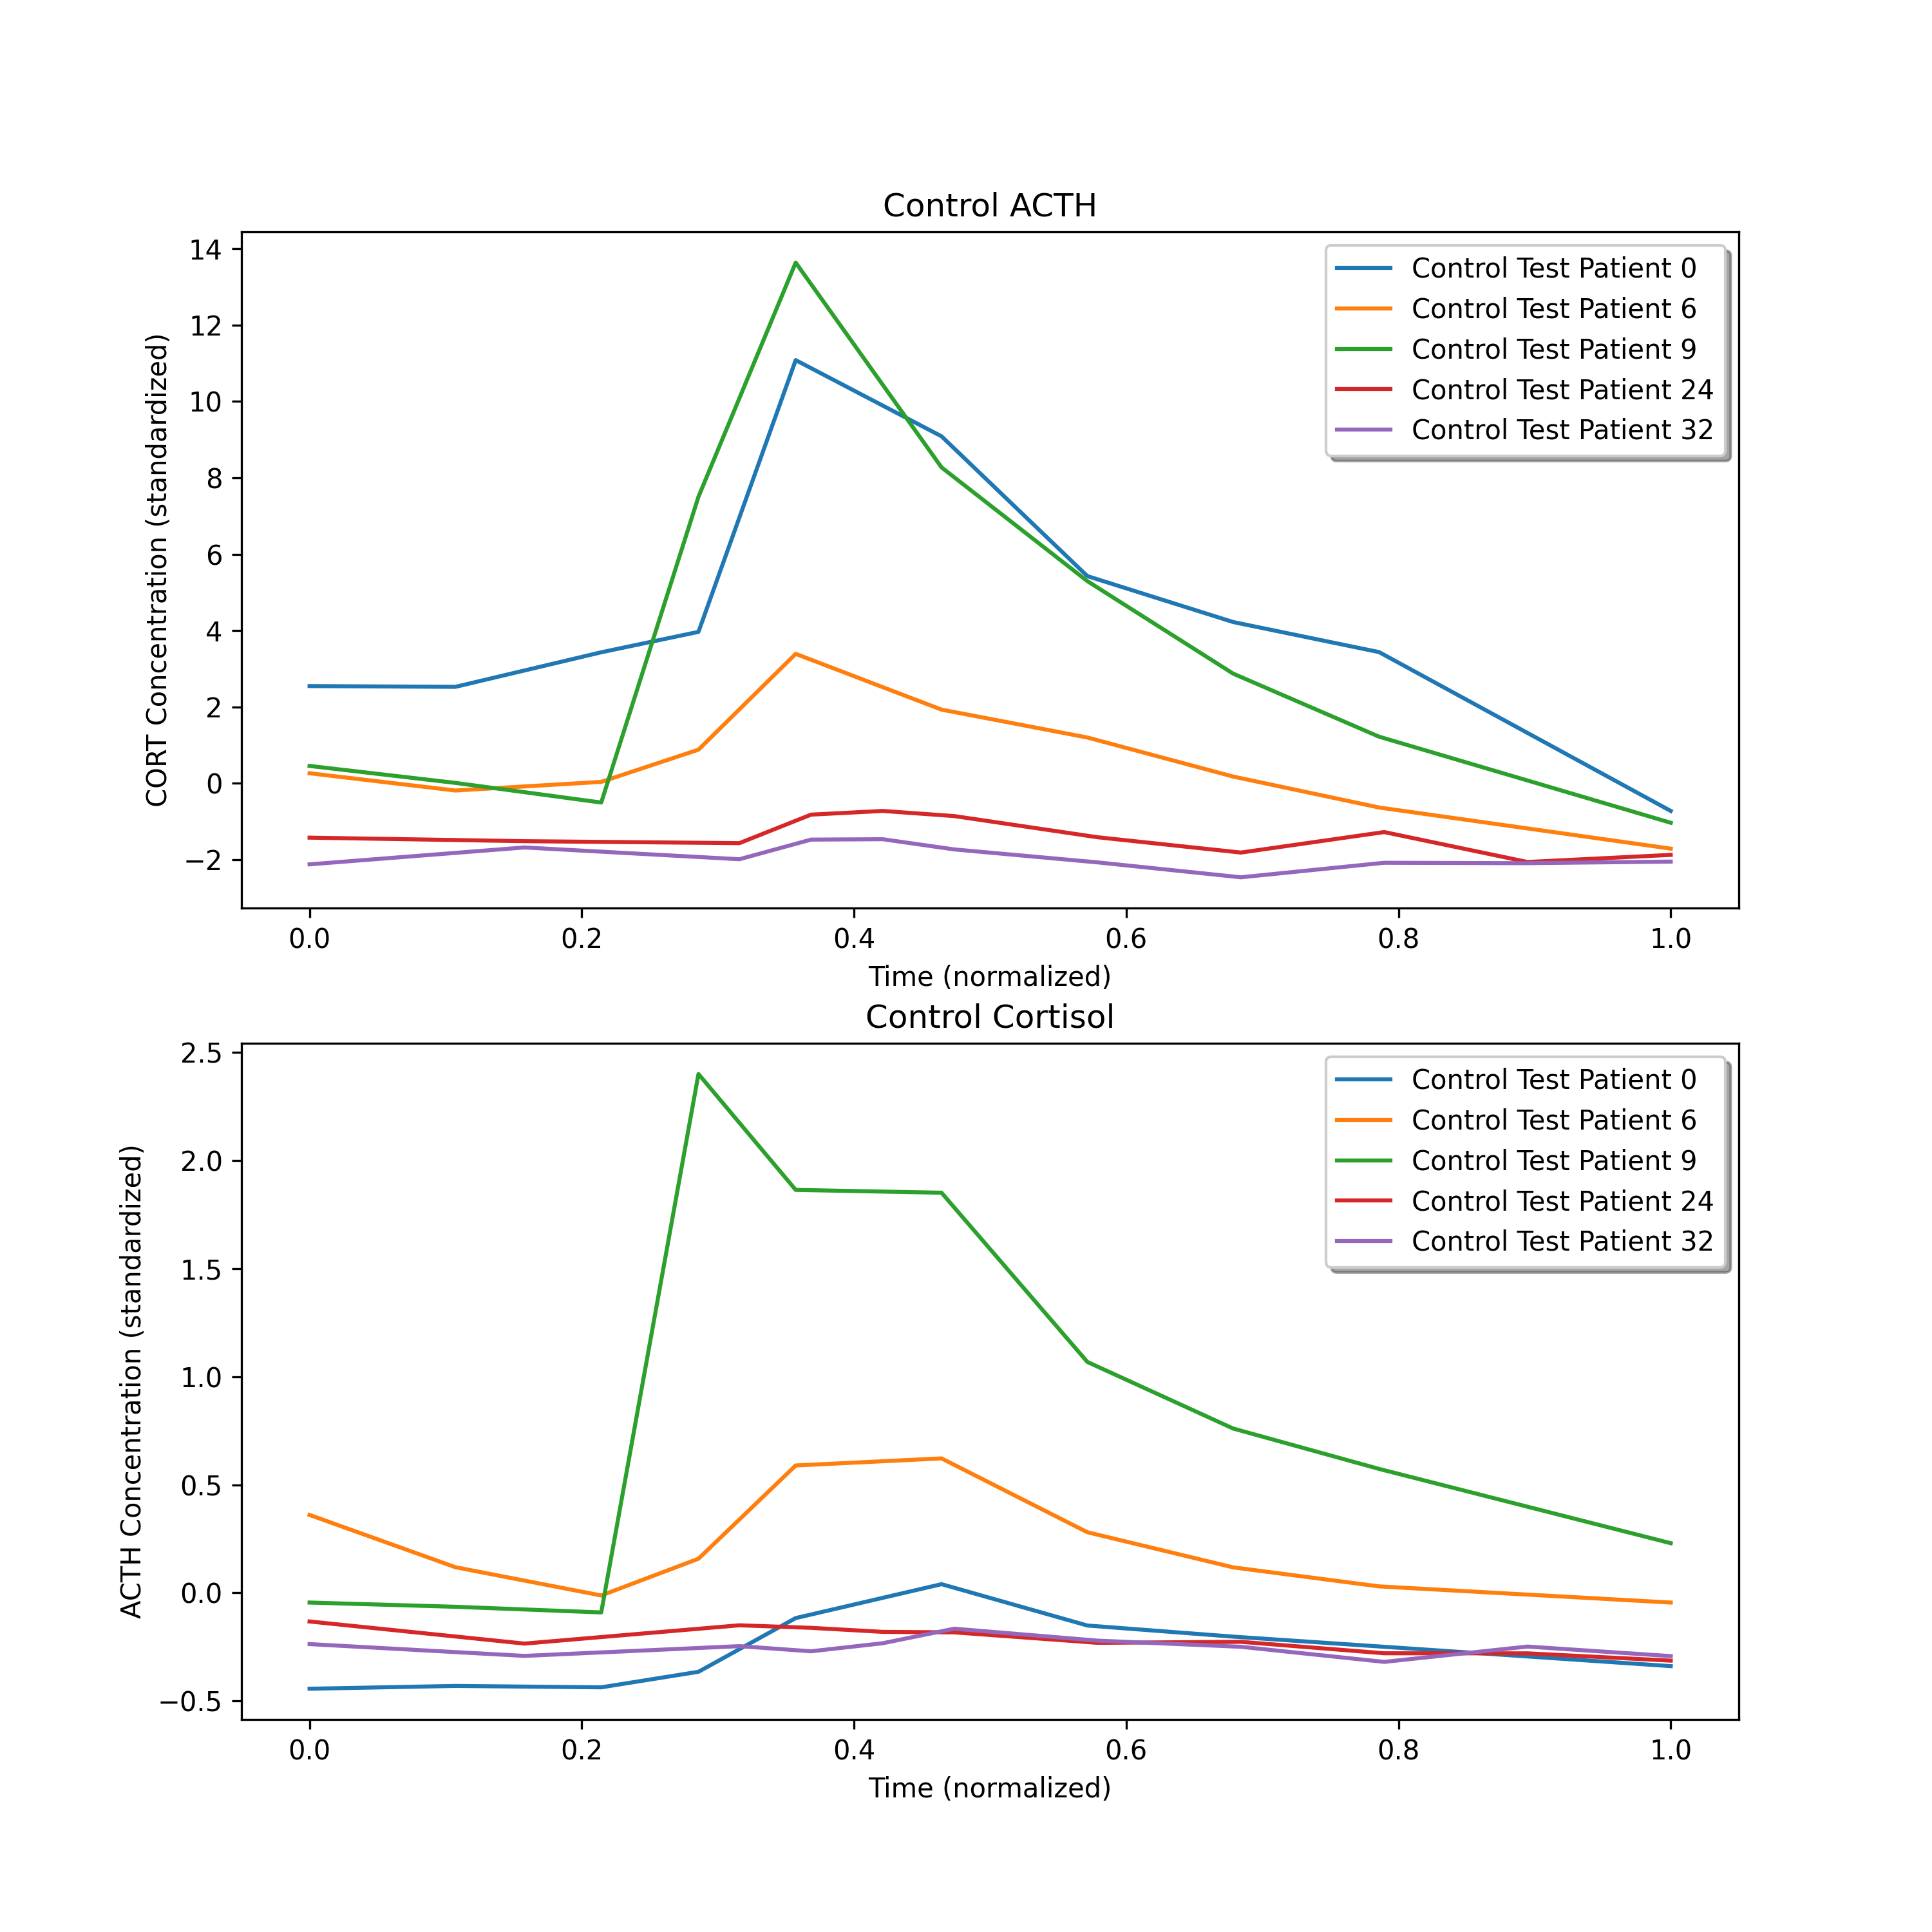 Control ACTH
CORT Concentration (standardized)
14
12
10
8
6
4
2
0
−2
Control Test Patient 0
Control Test Patient 6
Control Test Patient 9
Control Test Patient 24
Control Test Patient 32
0.0 0.2 0.4 0.6 0.8 1.0
Time (normalized)
Control Cortisol
ACTH Concentration (standardized)
2.5
2.0
1.5
1.0
0.5
0.0
−0.5
Control Test Patient 0
Control Test Patient 6
Control Test Patient 9
Control Test Patient 24
Control Test Patient 32
0.0 0.2 0.4 0.6 0.8 1.0
Time (normalized)